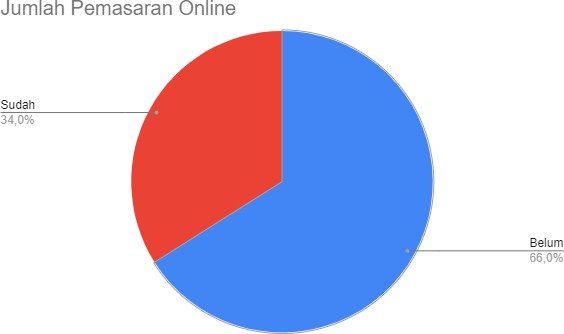 Jumlah Pemasaran Online
Sudah
34,0%
Belum
66,0%